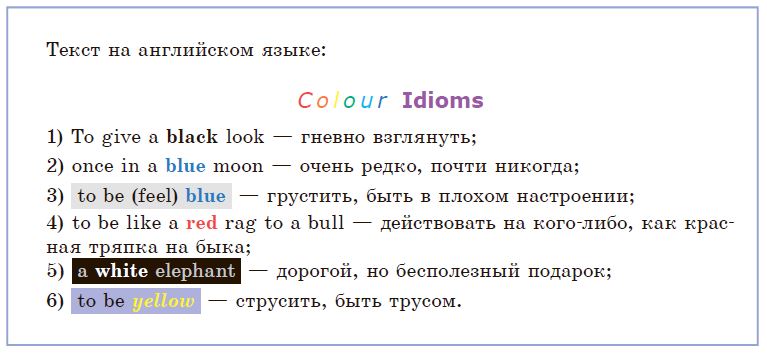 Текст на английском языке:
Colour Idioms
1) To give a black look — гневно взглянуть;
2) once in a blue moon — очень редко, почти никогда;
3) to be (feel) blue — грустить, быть в плохом настроении;
4) to be like a red rag to a bull — действовать на кого-либо, как крас-
ная тряпка на быка;
5) a white elephant — дорогой, но бесполезный подарок;
6) to be yellow — струсить, быть трусом.